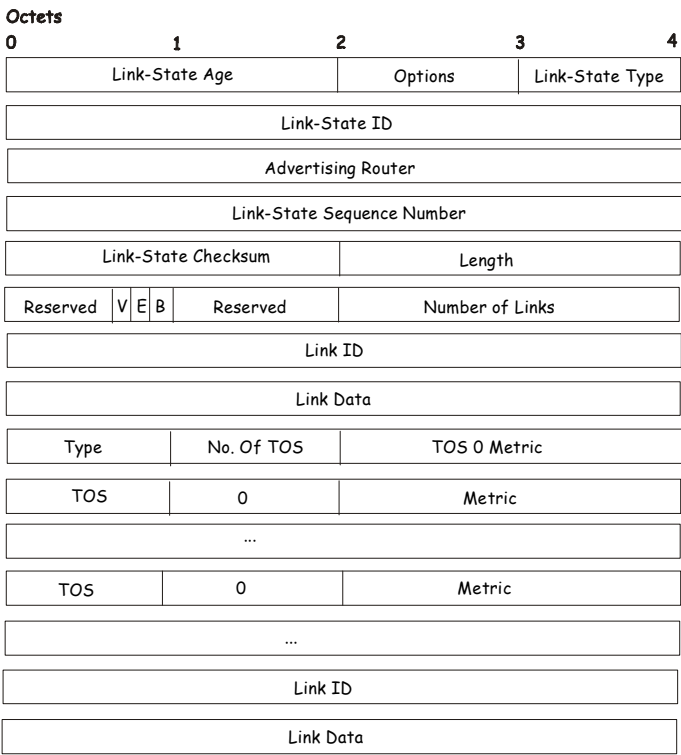 Octets
0 1 2 3 4
Link-State Age Options Link-State Type
Link-State ID
Advertising Router
Link-State Sequence Number
Link-State Checksum Length
Reserved V E B Reserved Number of Links
Link ID
Link Data
Type No. Of TOS TOS 0 Metric
TOS 0 Metric
...
TOS 0 Metric
...
Link ID
Link Data